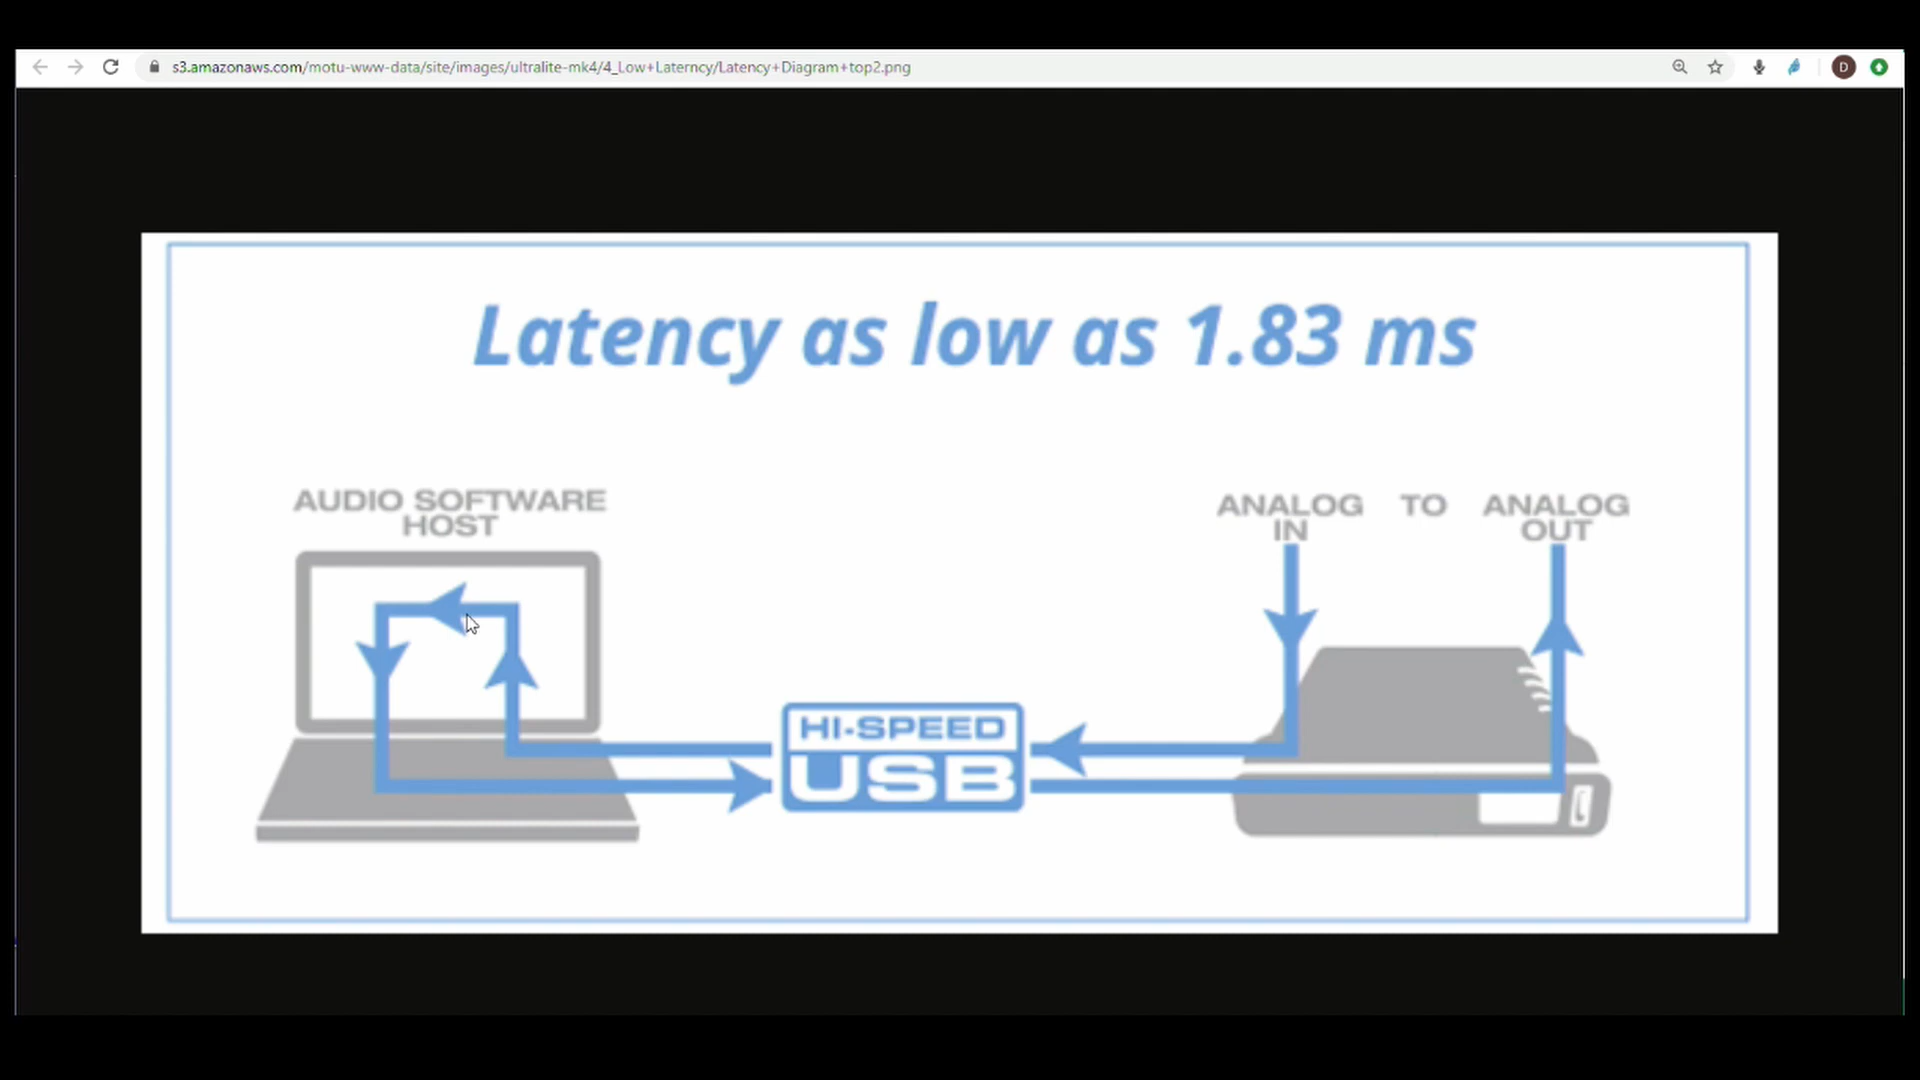 s3.amazonaws.com/motu-www-data/site/images/ultralite-mk4/4_Low+Laterncy/Latency+Diagram+top2.png
D
Latency as low as 1.83 ms
AUDIO SOFTWARE
HOST
ANALOG TO ANALOG
IN OUT
HI-SPEED
USB